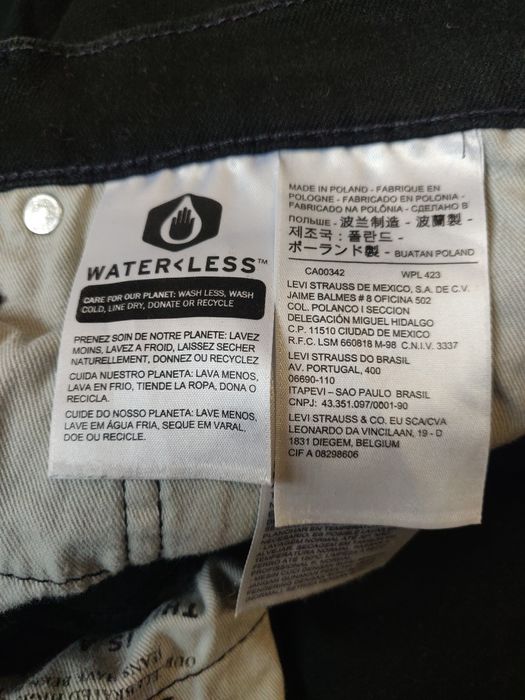 WATER<LESS™
CARE FOR OUR PLANET: WASH LESS, WASH
COLD, LINE DRY, DONATE OR RECYCLE
PRENEZ SOIN DE NOTRE PLANETE: LAVEZ
MOINS, LAVEZ A FROID, LAISSEZ SECHER
NATURELLEMENT, DONNEZ OU RECYCLEZ
CUIDA NUESTRO PLANETA: LAVA MENOS,
LAVA EN FRIO, TIENDE LA ROPA, DONA O
RECICLA.
CUIDE DO NOSSO PLANETA: LAVE MENOS,
LAVE EM ÁGUA FRIA, SEQUE EM VARAL,
DOE OU RECICLE.
MADE IN POLAND - FABRIQUE EN
POLOGNE - FABRICADO EN POLONIA -
FABRICADO NA POLÔNIA - СДЕЛАНО В
ПОЛЬШЕ - 波兰制造 - 波蘭製 -
제조국 : 폴란드 -
ポーランド製 - BUATAN POLAND
CA00342 WPL 423
LEVI STRAUSS DE MEXICO, S.A. DE C.V.
JAIME BALMES # 8 OFICINA 502
COL. POLANCO I SECCION
DELEGACIÓN MIGUEL HIDALGO
C.P. 11510 CIUDAD DE MEXICO
R.F.C. LSM 660818 M-98 C.N.I.V. 3337
LEVI STRAUSS DO BRASIL
AV. PORTUGAL, 400
06690-110
ITAPEVI – SAO PAULO BRASIL
CNPJ: 43.351.097/0001-90
LEVI STRAUSS & CO. EU SCA/CVA
LEONARDO DA VINCILAAN, 19 - D
1831 DIEGEM, BELGIUM
CIF A 08298606